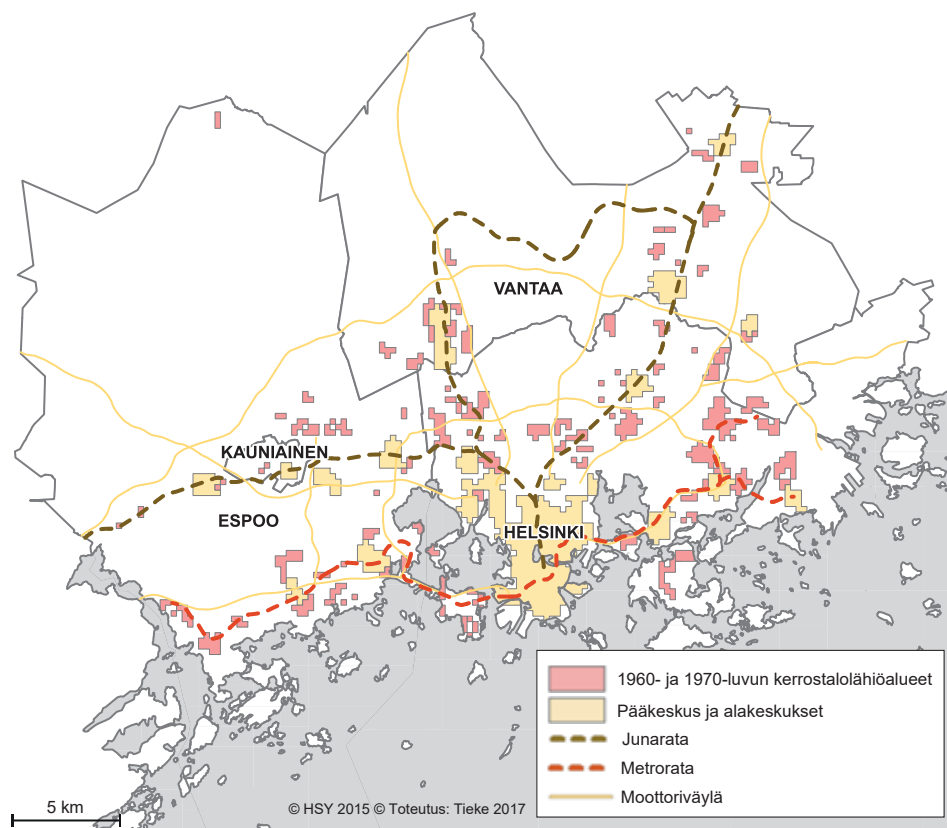 VANTAA
KAUNIAINEN
ESPOO
HELSINKI
1960- ja 1970-luvun kerrostalolähiöalueet
Pääkeskus ja alakeskukset
Junarata
Metrorata
Moottoriväylä
5 km
© HSY 2015 © Toteutus: Tieke 2017